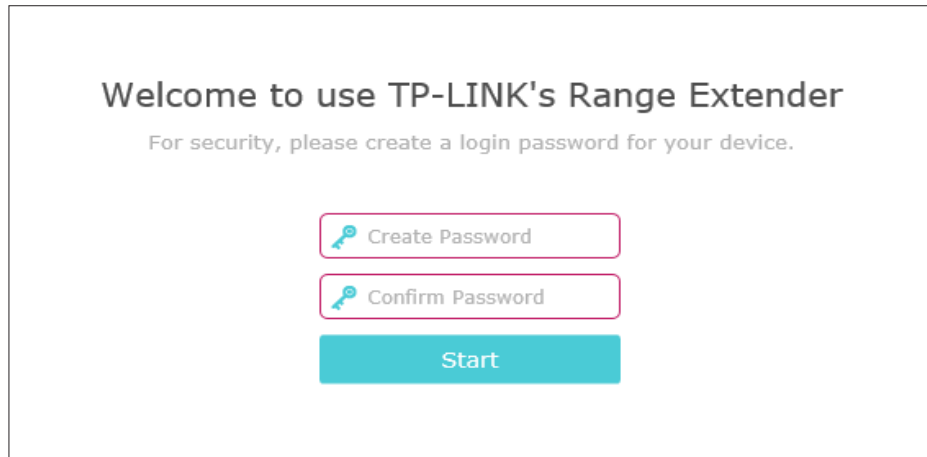 Welcome to use TP-LINK's Range Extender
For security, please create a login password for your device.
Create Password
Confirm Password
Start